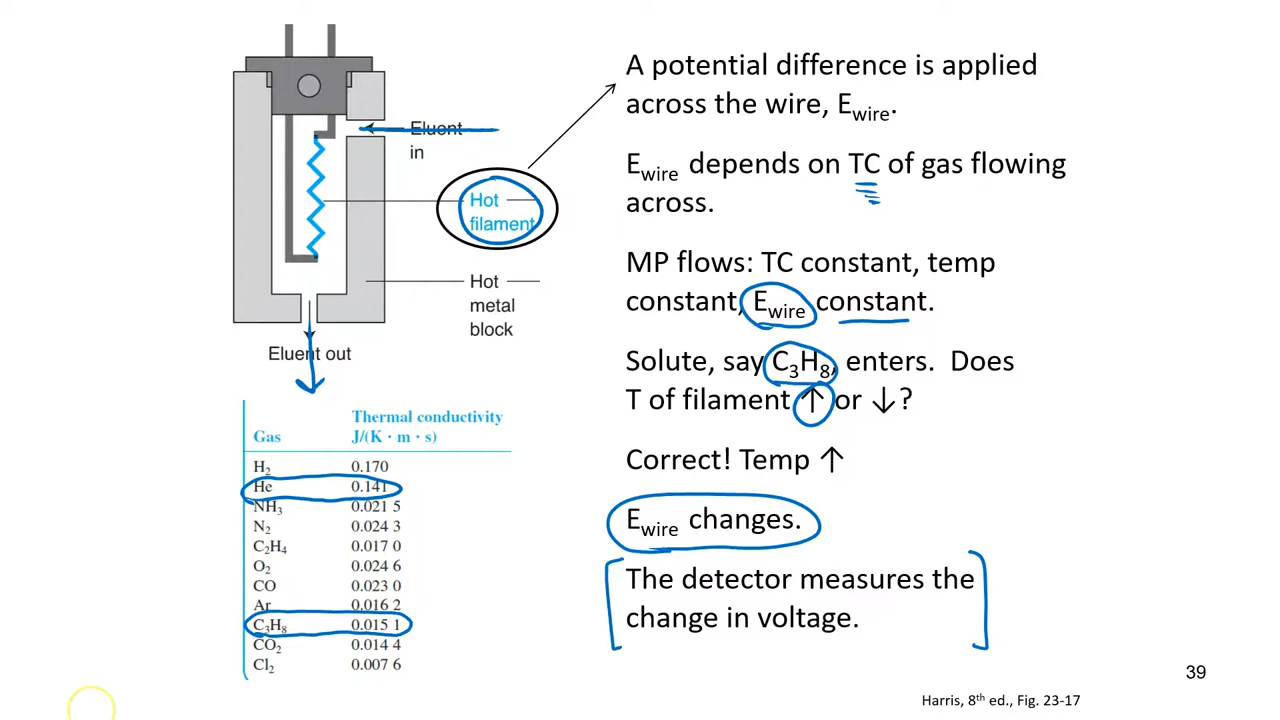 Eluent
in
Hot
filament
Hot
metal
block
Eluent out
Thermal conductivity
Gas J/(K · m · s)
H₂ 0.170
He 0.141
NH₃ 0.021 5
N₂ 0.024 3
C₂H₄ 0.017 0
O₂ 0.024 6
CO 0.023 0
Ar 0.016 2
C₃H₈ 0.015 1
CO₂ 0.014 4
Cl₂ 0.007 6
A potential difference is applied
across the wire, E_wire.
E_wire depends on TC of gas flowing
across.
MP flows: TC constant, temp
constant, E_wire constant.
Solute, say C₃H₈, enters. Does
T of filament ↑ or ↓?
Correct! Temp ↑
E_wire changes.
The detector measures the
change in voltage.
39
Harris, 8th ed., Fig. 23-17